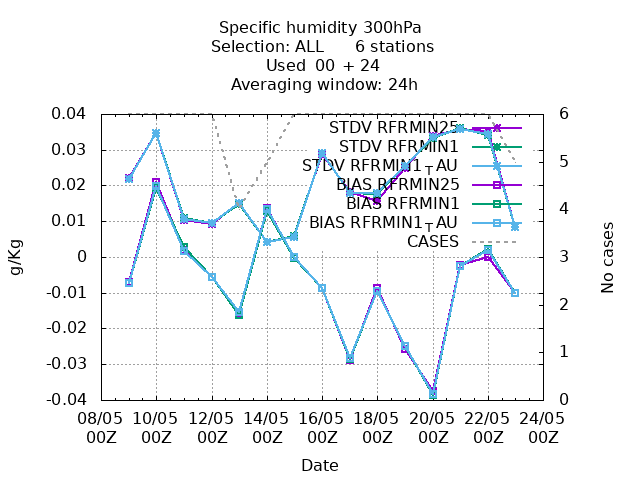 Specific humidity 300hPa
Selection: ALL 6 stations
Used 00 + 24
Averaging window: 24h
0.04
0.03
0.02
0.01
0
-0.01
-0.02
-0.03
-0.04
g/Kg
6
5
4
3
2
1
0
No cases
STDV RFRMIN25
STDV RFRMIN1
STDV RFRMIN1TAU
BIAS RFRMIN25
BIAS RFRMIN1
BIAS RFRMIN1TAU
CASES
08/05 10/05 12/05 14/05 16/05 18/05 20/05 22/05 24/05
00Z 00Z 00Z 00Z 00Z 00Z 00Z 00Z 00Z
Date